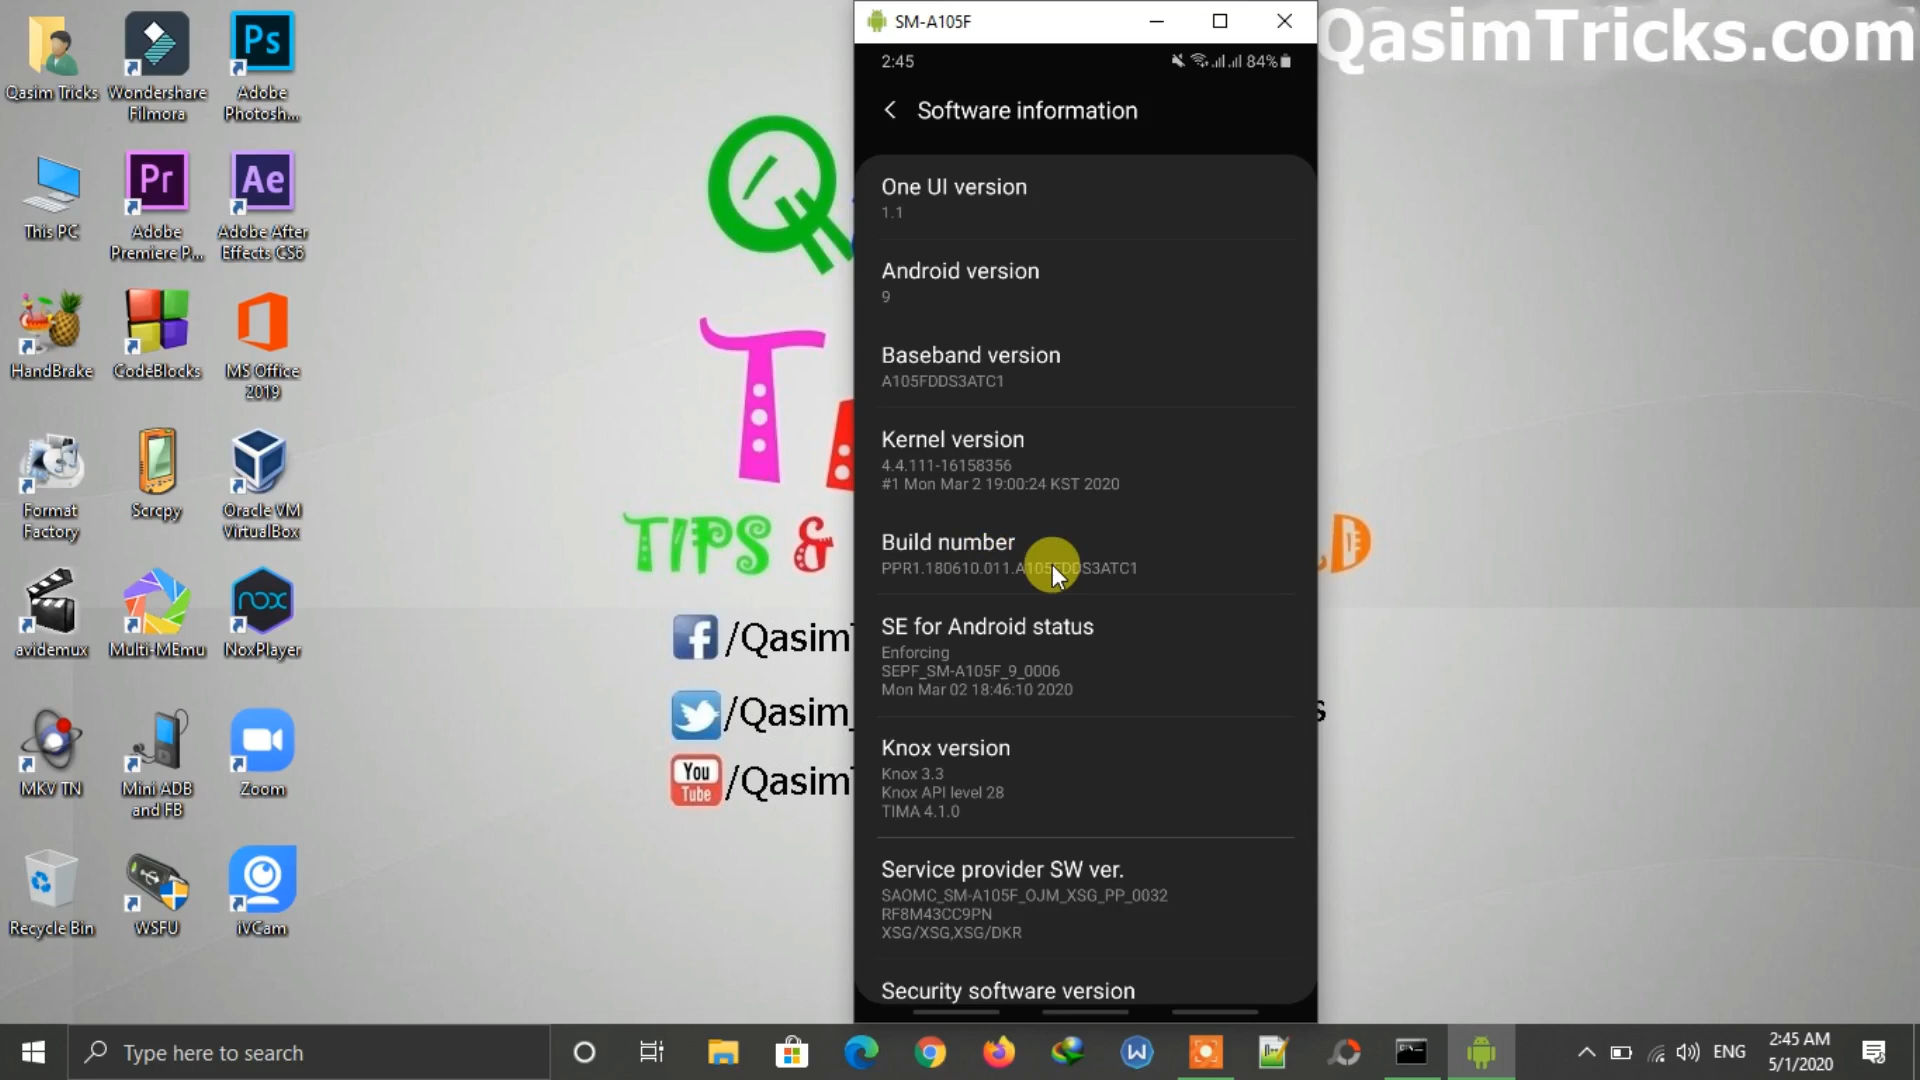 QasimTricks.com
SM-A105F
2:45
84%
Software information
One UI version
1.1
Android version
9
Baseband version
A105FDDS3ATC1
Kernel version
4.4.111-16158356
#1 Mon Mar 2 19:00:24 KST 2020
Build number
PPR1.180610.011.A105FDDS3ATC1
SE for Android status
Enforcing
SEPF_SM-A105F_9_0006
Mon Mar 02 18:46:10 2020
Knox version
Knox 3.3
Knox API level 28
TIMA 4.1.0
Service provider SW ver.
SAOMC_SM-A105F_OJM_XSG_PP_0032
RF8M43CC9PN
XSG/XSG,XSG/DKR
Security software version
Qasim Tricks
Wondershare
Filmora
Ps
Adobe
Photosh...
This PC
Pr
Adobe
Premiere P...
Ae
Adobe After
Effects CS6
HandBrake
CodeBlocks
MS Office
2019
Format
Factory
Scrcpy
Oracle VM
VirtualBox
avidemux
Multi-MEmu
nox
NoxPlayer
MKV TN
Mini ADB
and FB
Zoom
Recycle Bin
WSFU
iVCam
TIPS &
f /Qasim
/Qasim_
You
Tube
/Qasim
Type here to search
ENG
2:45 AM
5/1/2020